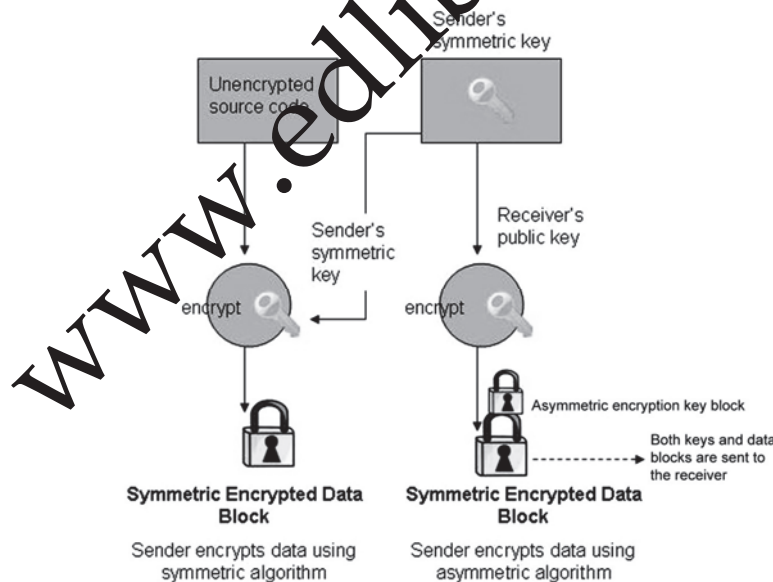 Sender's
symmetric key
Unencrypted
source code
Sender's
symmetric
key
Receiver's
public key
encrypt
encrypt
Asymmetric encryption key block
Both keys and data
blocks are sent to
the receiver
Symmetric Encrypted Data
Block
Symmetric Encrypted Data
Block
Sender encrypts data using
symmetric algorithm
Sender encrypts data using
asymmetric algorithm